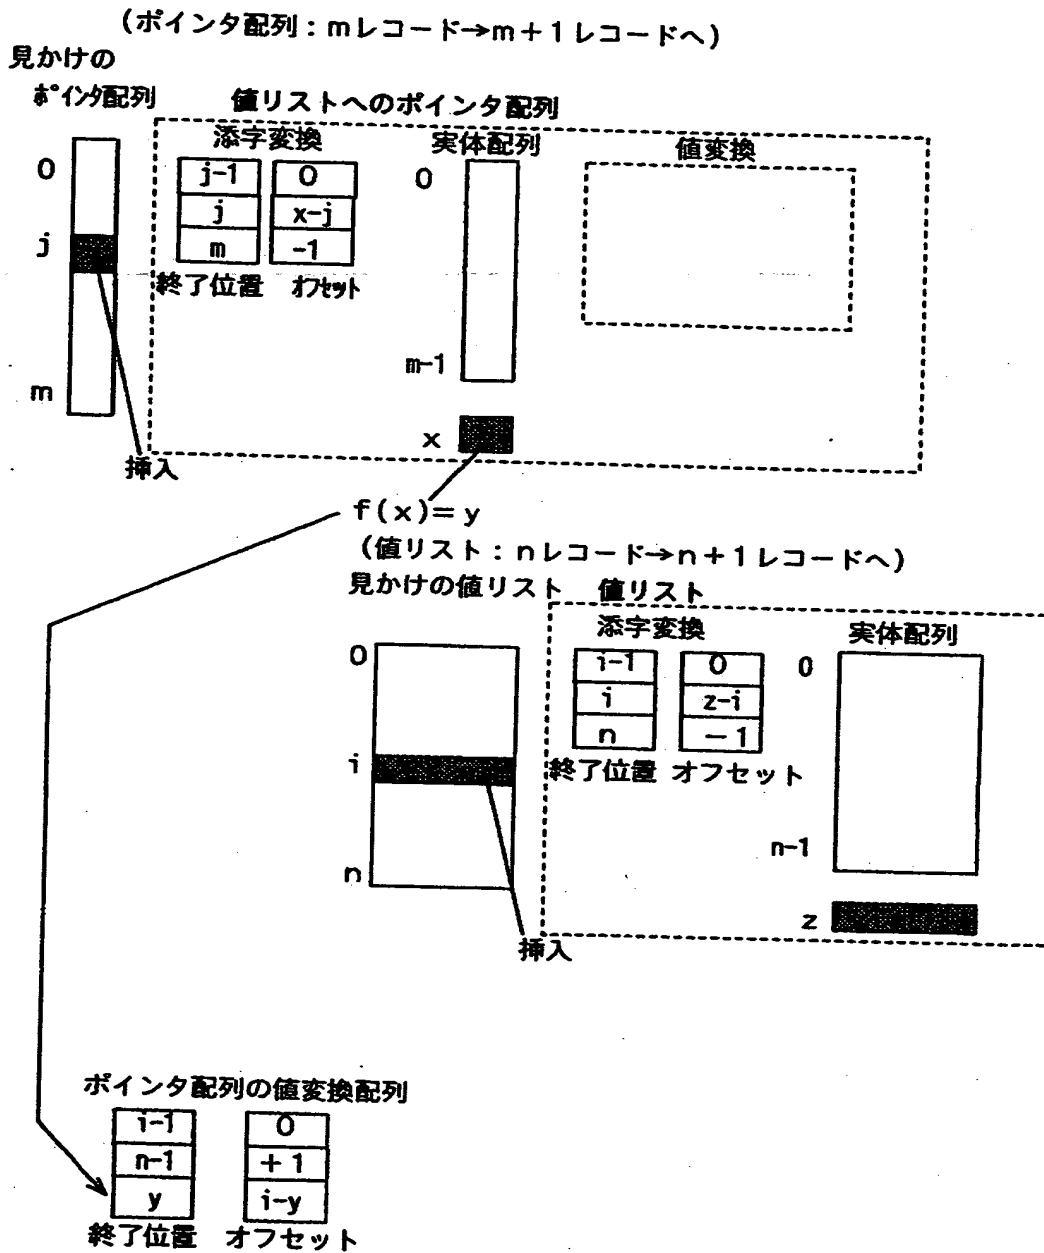 (ポインタ配列：mレコード→m＋1レコードへ)
見かけの
ポインタ配列
値リストへのポインタ配列
添字変換
実体配列
値変換
0
j
m
j-1 0
j x-j
m -1
終了位置 オフセット
0
m-1
x
挿入
f(x)=y
(値リスト：nレコード→n＋1レコードへ)
見かけの値リスト 値リスト
添字変換
実体配列
0
i
n
i-1 0
i z-i
n －1
終了位置 オフセット
0
n-1
z
挿入
ポインタ配列の値変換配列
i-1 0
n-1 ＋1
y i-y
終了位置 オフセット